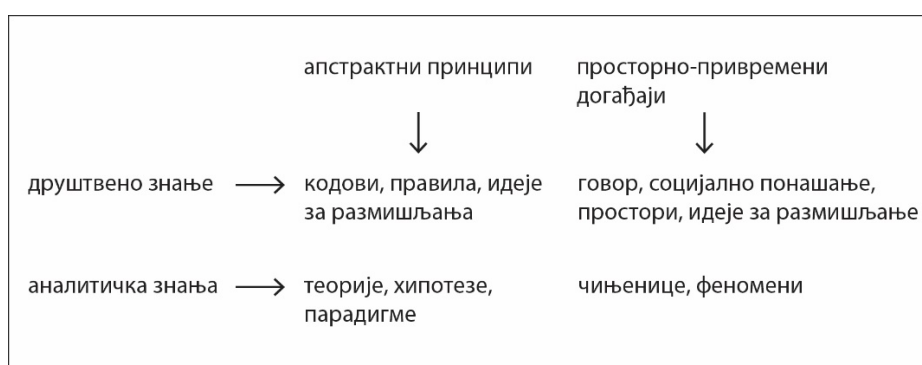 апстрактни принципи
просторно-привремени
догађаји
друштвено знање
кодови, правила, идеје
за размишљања
говор, социјално понашање,
простори, идеје за размишљање
аналитичка знања
теорије, хипотезе,
парадигме
чињенице, феномени